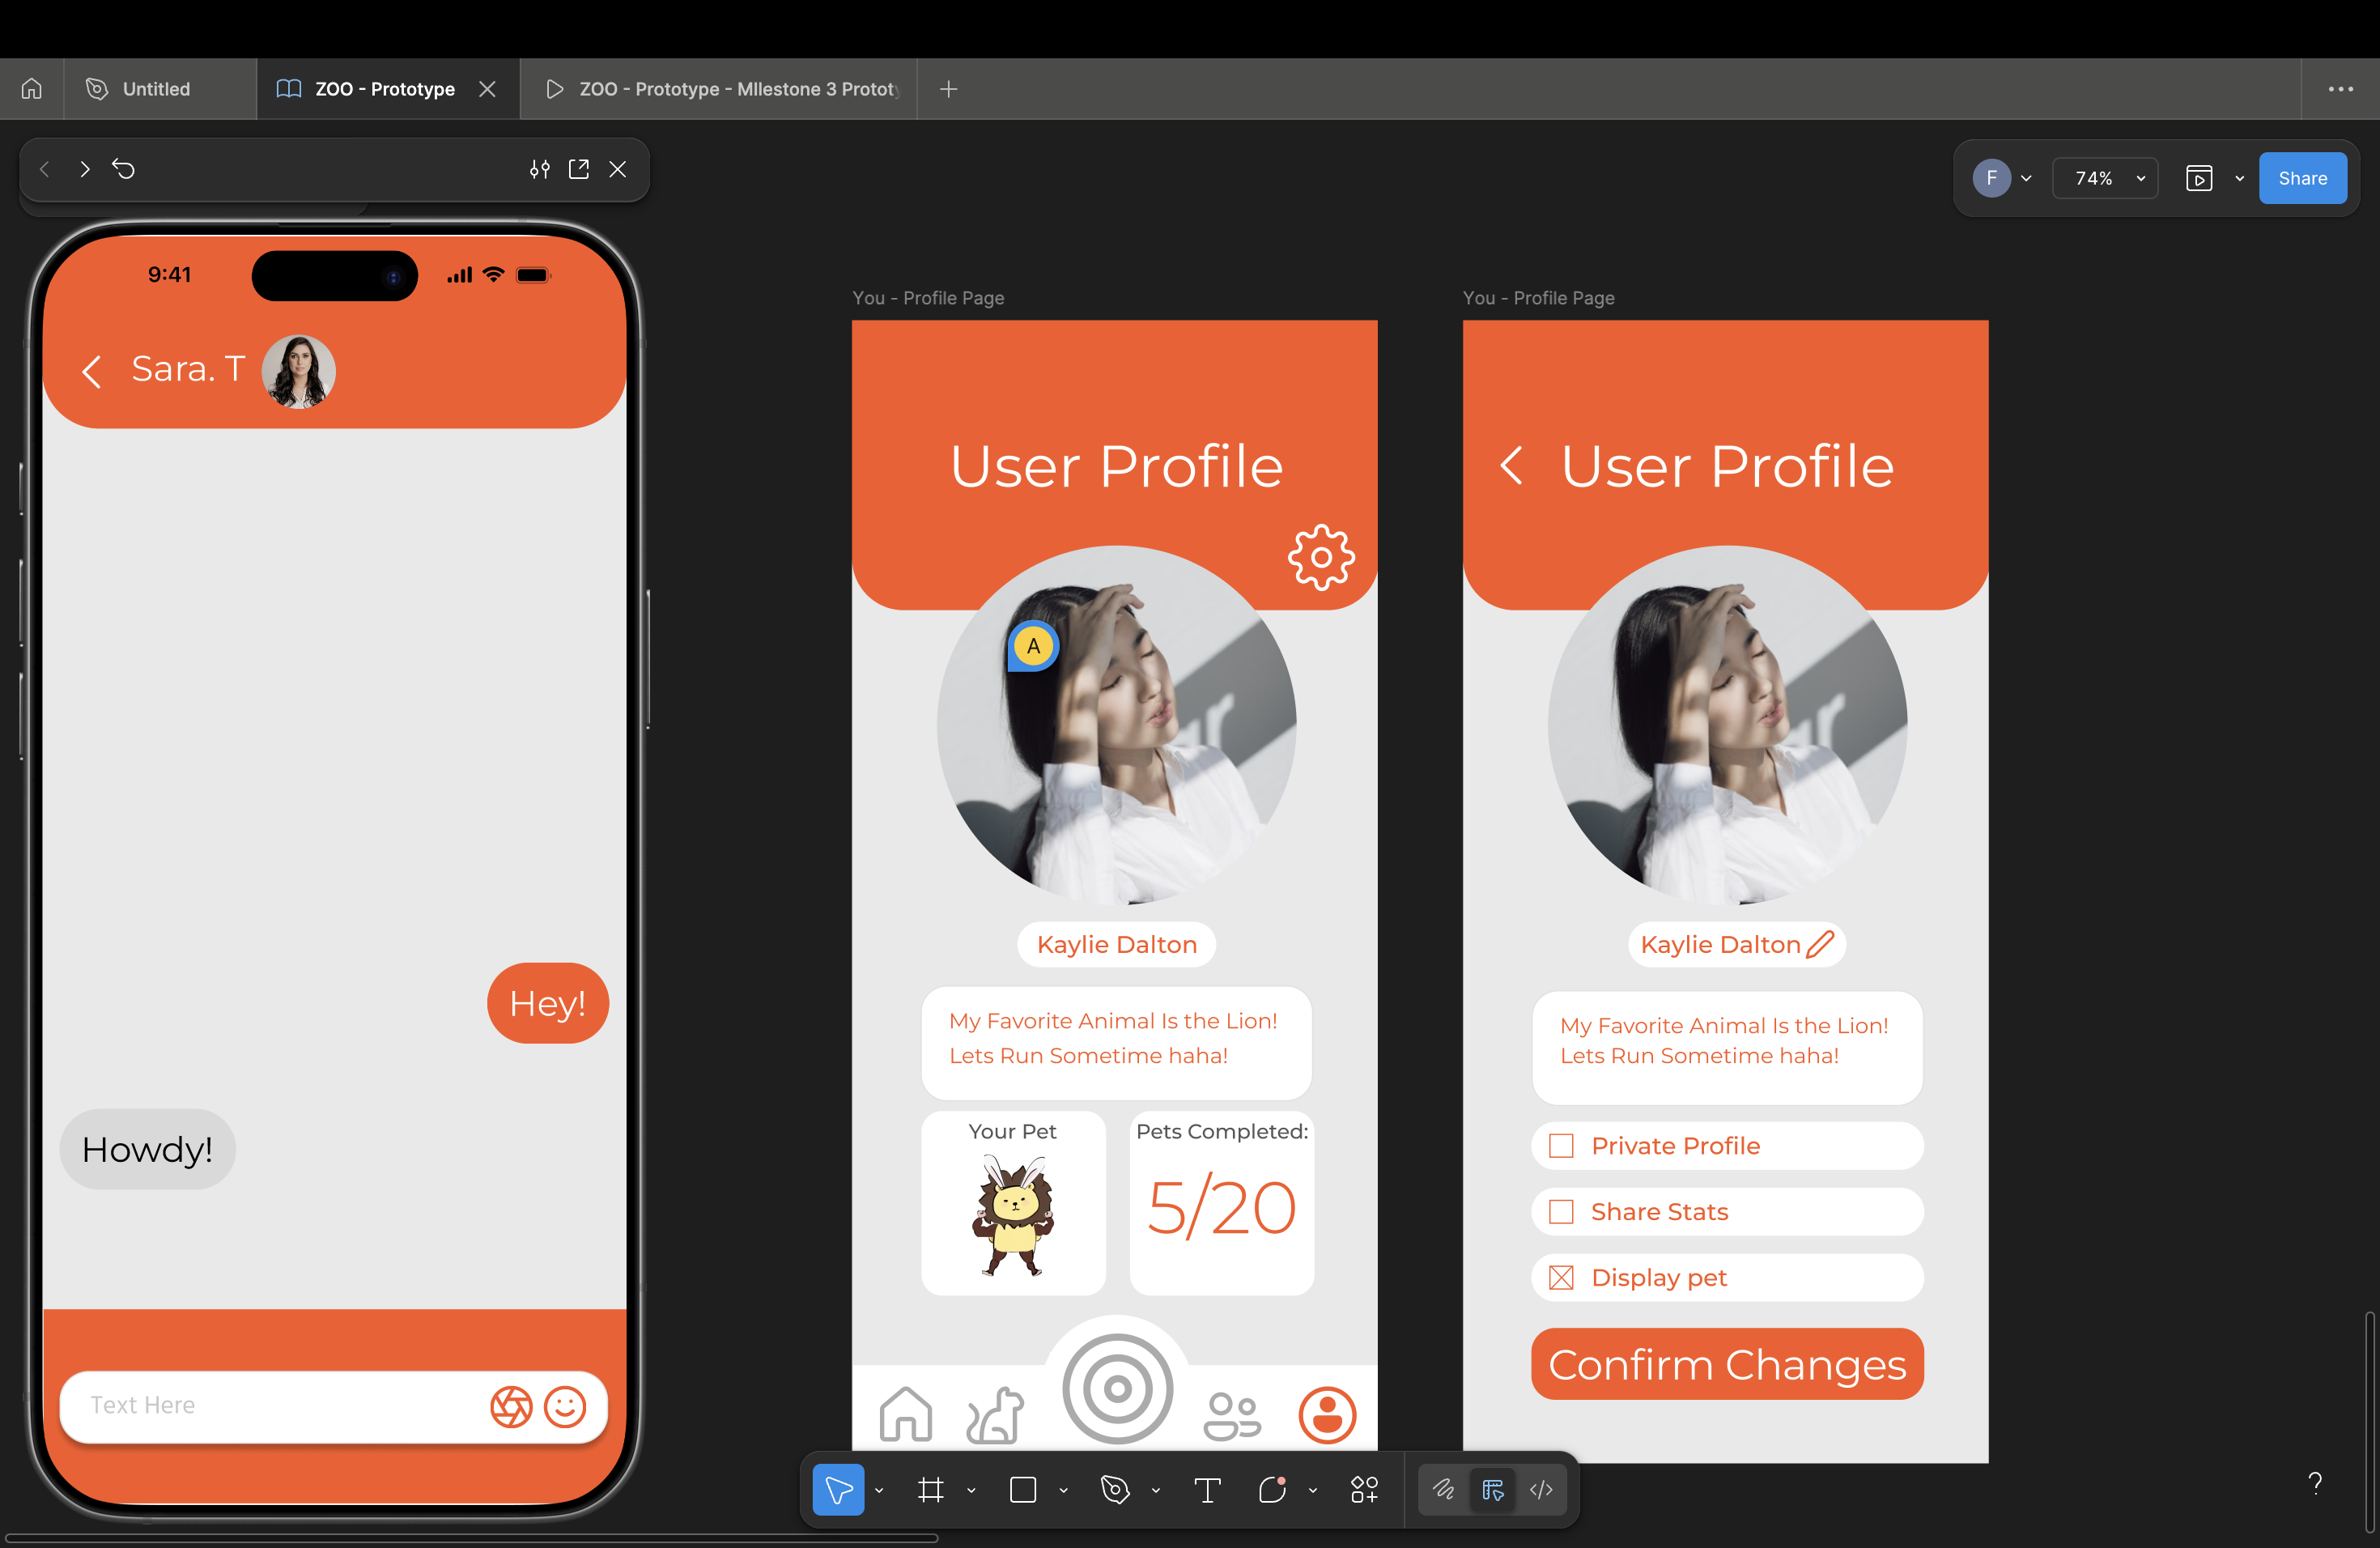 Untitled
ZOO - Prototype
ZOO - Prototype - MIlestone 3 Prototy
F
74%
Share
9:41
Sara. T
Hey!
Howdy!
Text Here
You - Profile Page
User Profile
A
Kaylie Dalton
My Favorite Animal Is the Lion!
Lets Run Sometime haha!
Your Pet
Pets Completed:
5/20
You - Profile Page
User Profile
Kaylie Dalton
My Favorite Animal Is the Lion!
Lets Run Sometime haha!
Private Profile
Share Stats
Display pet
Confirm Changes
?